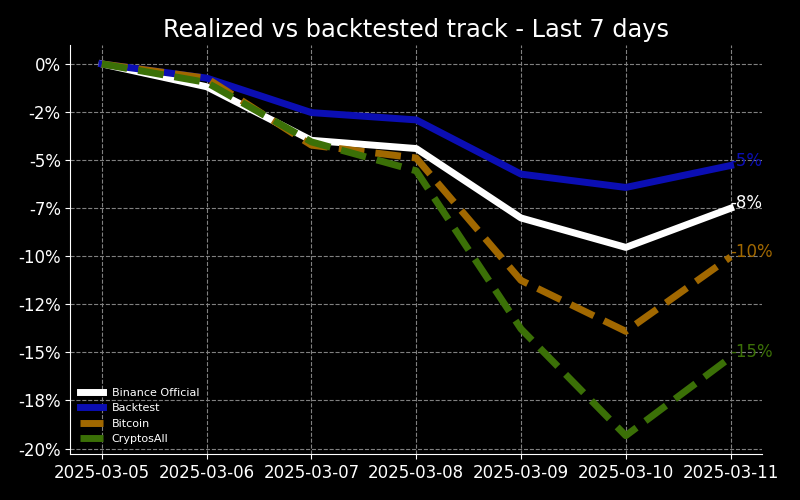 Realized vs backtested track - Last 7 days
0%
-2%
-5%
-7%
-10%
-12%
-15%
-18%
-20%
-5%
-8%
-10%
-15%
Binance Official
Backtest
Bitcoin
CryptosAll
2025-03-05 2025-03-06 2025-03-07 2025-03-08 2025-03-09 2025-03-10 2025-03-11